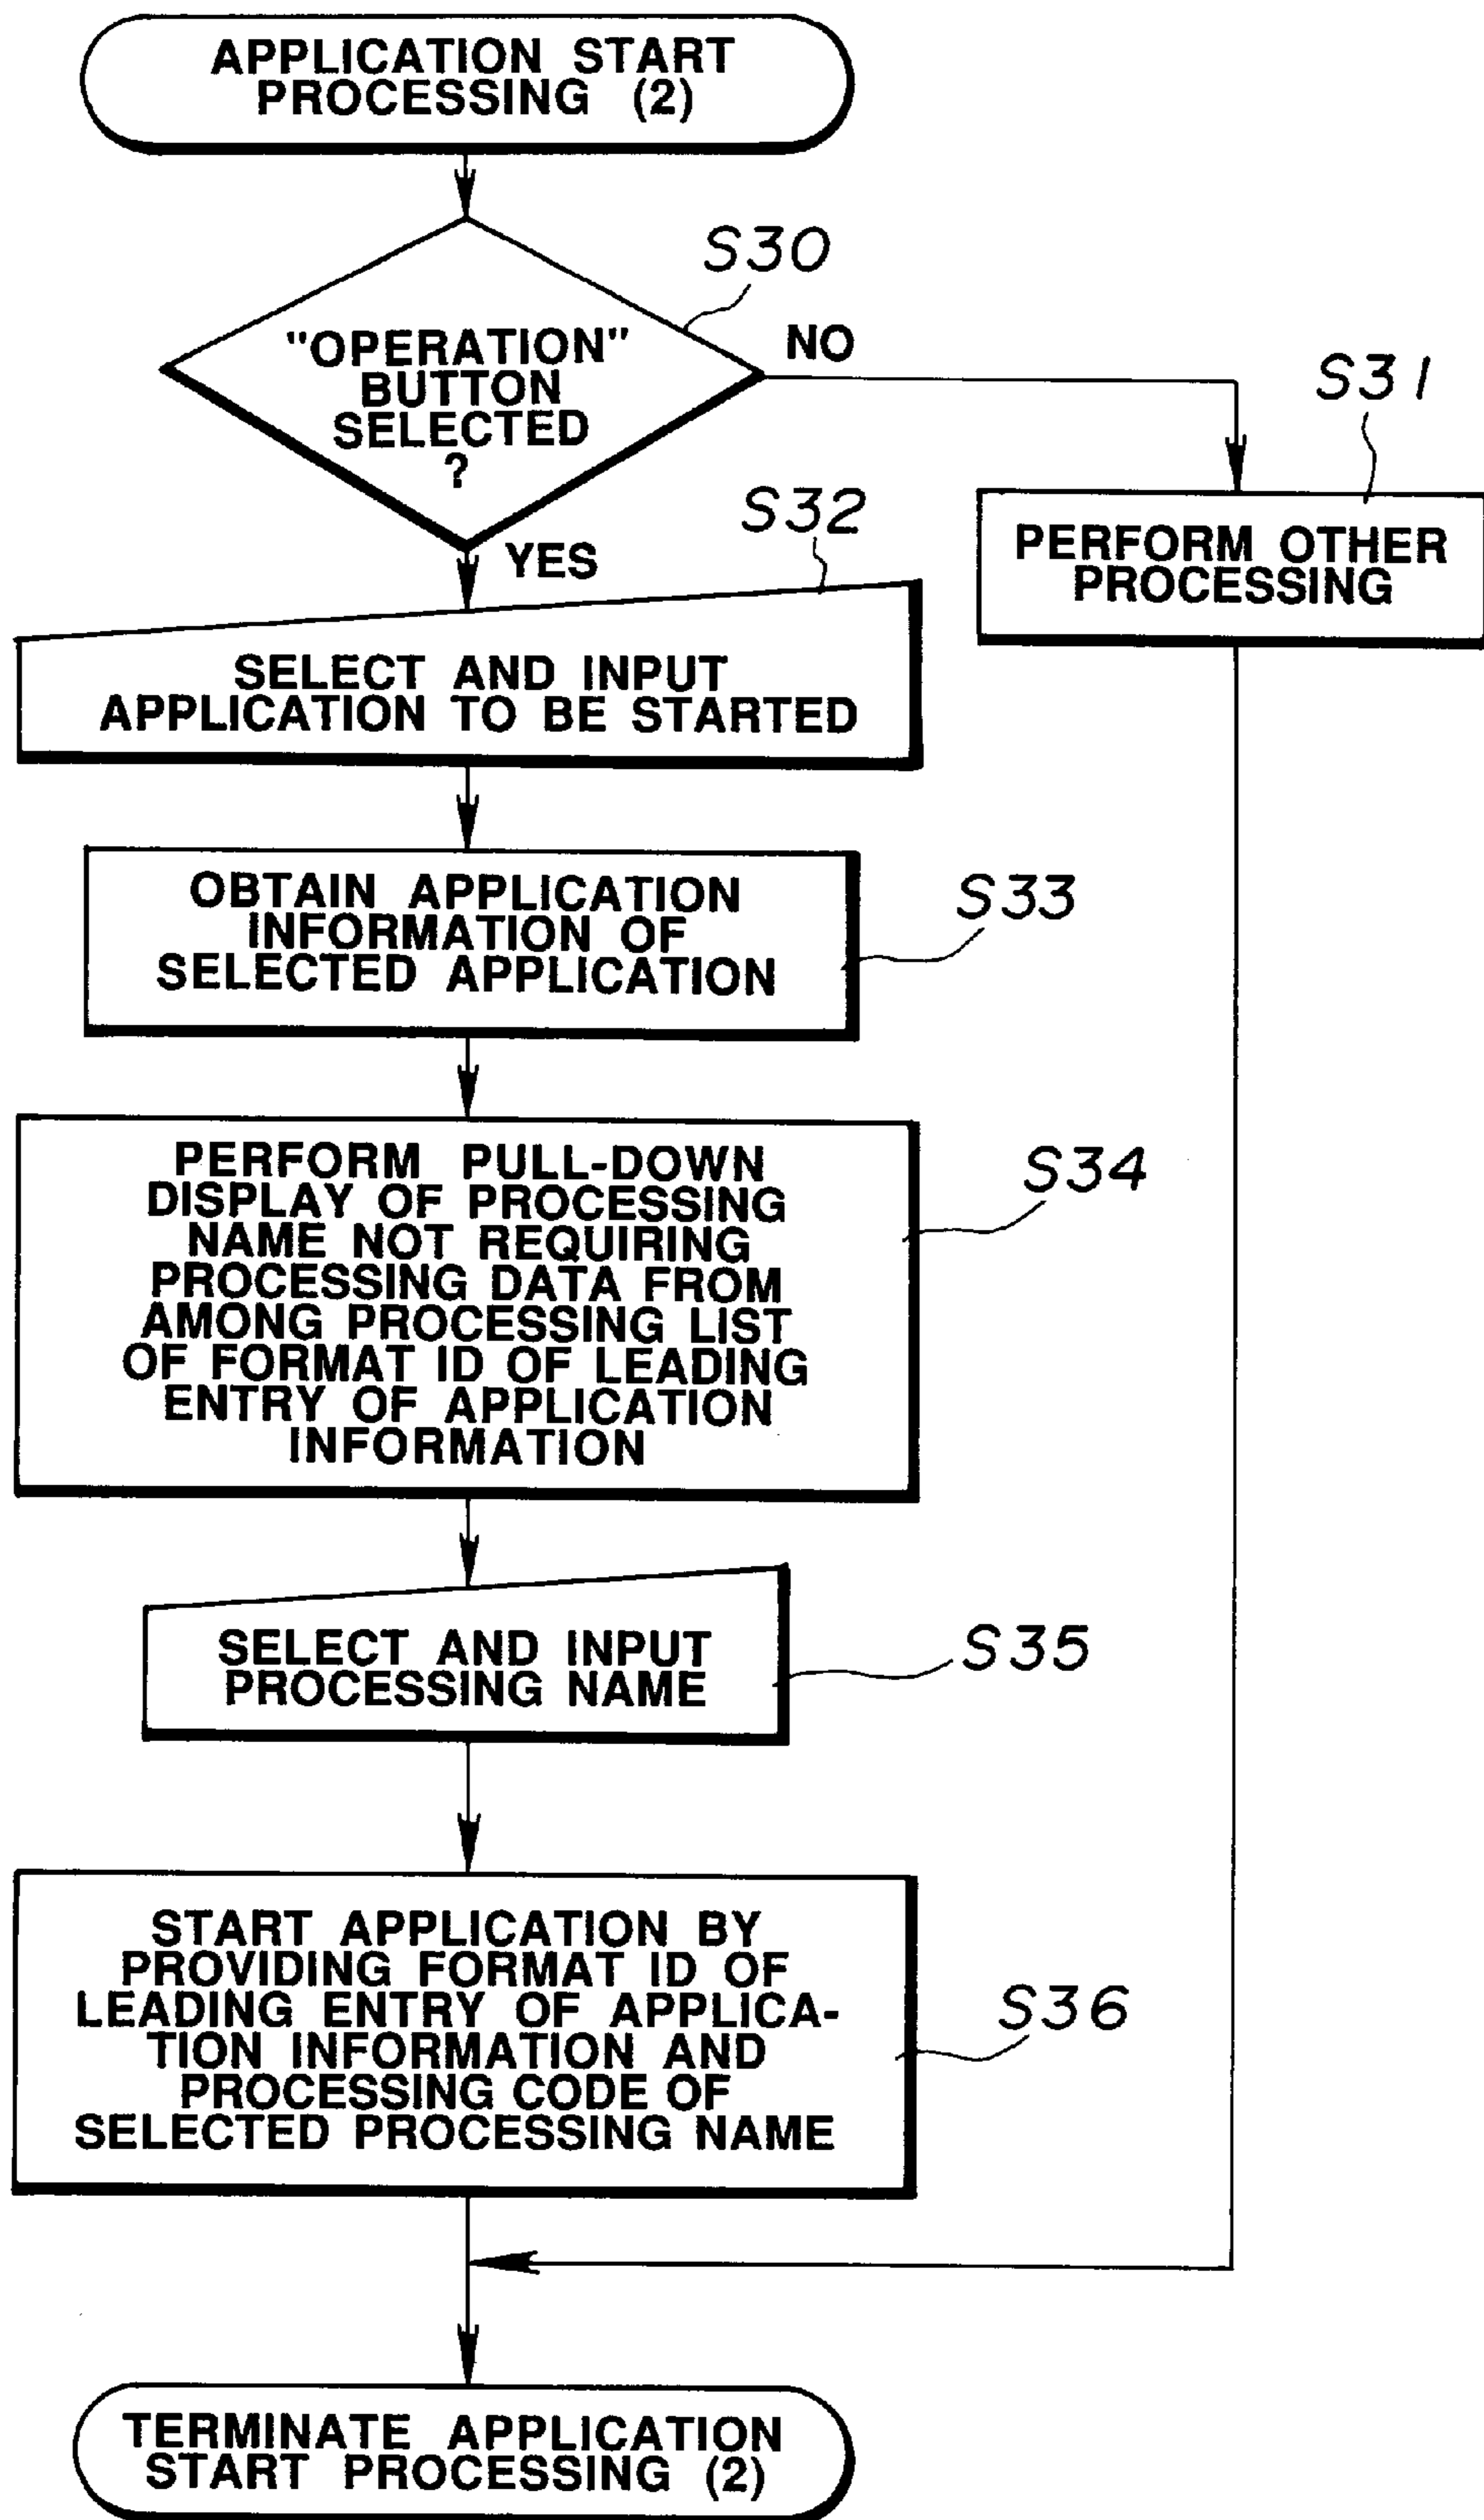 APPLICATION START
PROCESSING (2)
S30
"OPERATION"
BUTTON
SELECTED
?
NO
S31
PERFORM OTHER
PROCESSING
YES
S32
SELECT AND INPUT
APPLICATION TO BE STARTED
OBTAIN APPLICATION
INFORMATION OF
SELECTED APPLICATION
S33
PERFORM PULL-DOWN
DISPLAY OF PROCESSING
NAME NOT REQUIRING
PROCESSING DATA FROM
AMONG PROCESSING LIST
OF FORMAT ID OF LEADING
ENTRY OF APPLICATION
INFORMATION
S34
SELECT AND INPUT
PROCESSING NAME
S35
START APPLICATION BY
PROVIDING FORMAT ID OF
LEADING ENTRY OF APPLICA-
TION INFORMATION AND
PROCESSING CODE OF
SELECTED PROCESSING NAME
S36
TERMINATE APPLICATION
START PROCESSING (2)